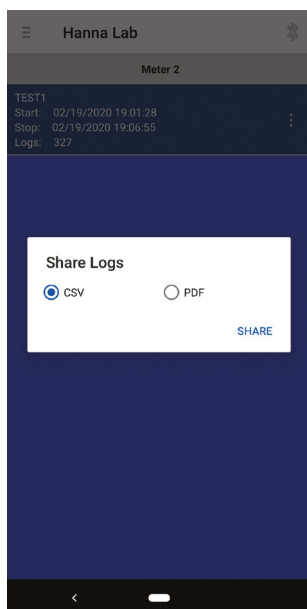 Hanna Lab
Meter 2
TEST1
Start: 02/19/2020 19:01:28
Stop: 02/19/2020 19:06:55
Logs: 327
Share Logs
CSV PDF
SHARE